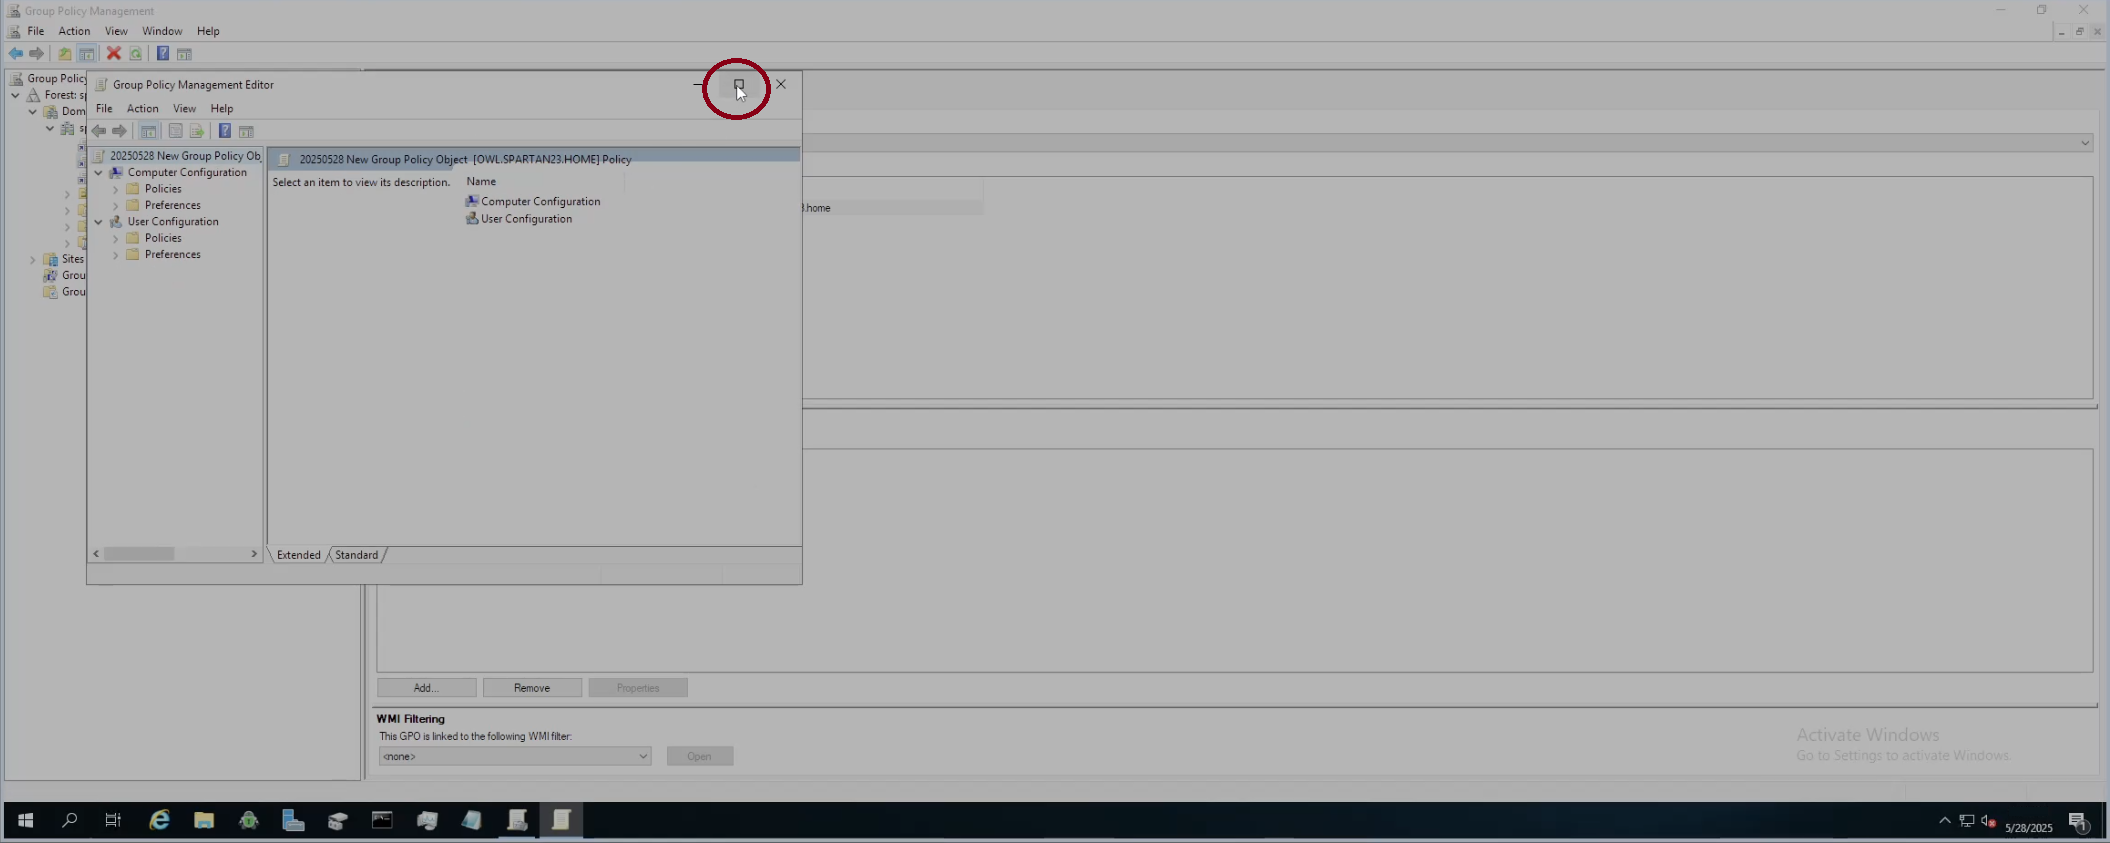 Group Policy Management
File Action View Window Help
Group Policy
Forest: sp
Dom
Sites
Grou
Grou
Group Policy Management Editor
File Action View Help
20250528 New Group Policy Obj
Computer Configuration
Policies
Preferences
User Configuration
Policies
Preferences
20250528 New Group Policy Object [OWL.SPARTAN23.HOME] Policy
Select an item to view its description.
Name
Computer Configuration
User Configuration
Extended Standard
.home
Add... Remove Properties
WMI Filtering
This GPO is linked to the following WMI filter:
<none> Open
Activate Windows
Go to Settings to activate Windows.
5/28/2025